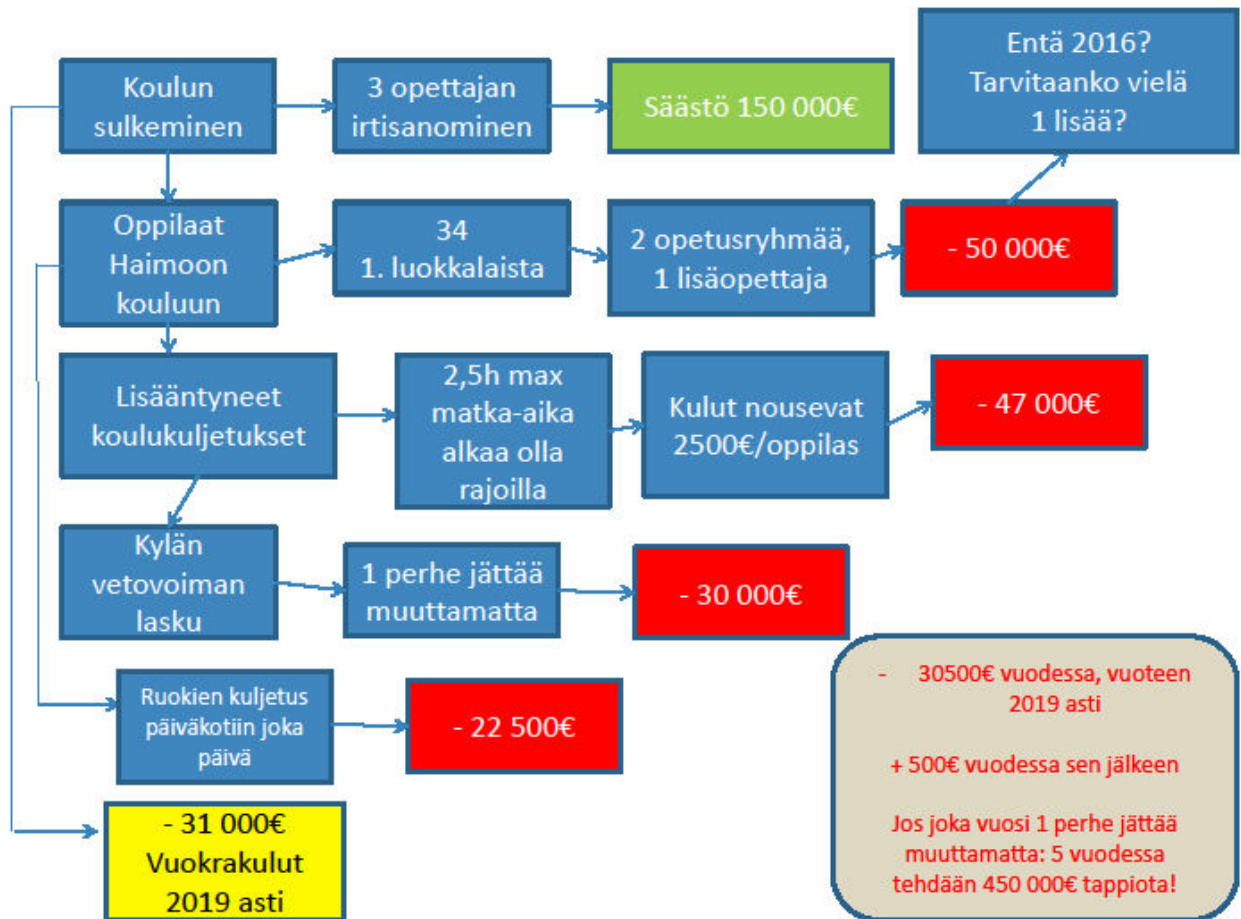 Koulun
sulkeminen
3 opettajan
irtisanominen
Säästö 150 000€
Entä 2016?
Tarvitaanko vielä
1 lisää?
Oppilaat
Haimoon
kouluun
34
1. luokkalaista
2 opetusryhmää,
1 lisäopettaja
- 50 000€
Lisääntyneet
koulukuljetukset
2,5h max
matka-aika
alkaa olla
rajoilla
Kulut nousevat
2500€/oppilas
- 47 000€
Kylän
vetovoiman
lasku
1 perhe jättää
muuttamatta
- 30 000€
Ruokien kuljetus
päiväkotiin joka
päivä
- 22 500€
- 31 000€
Vuokrakulut
2019 asti
- 30500€ vuodessa, vuoteen
2019 asti
+ 500€ vuodessa sen jälkeen
Jos joka vuosi 1 perhe jättää
muuttamatta: 5 vuodessa
tehdään 450 000€ tappiota!